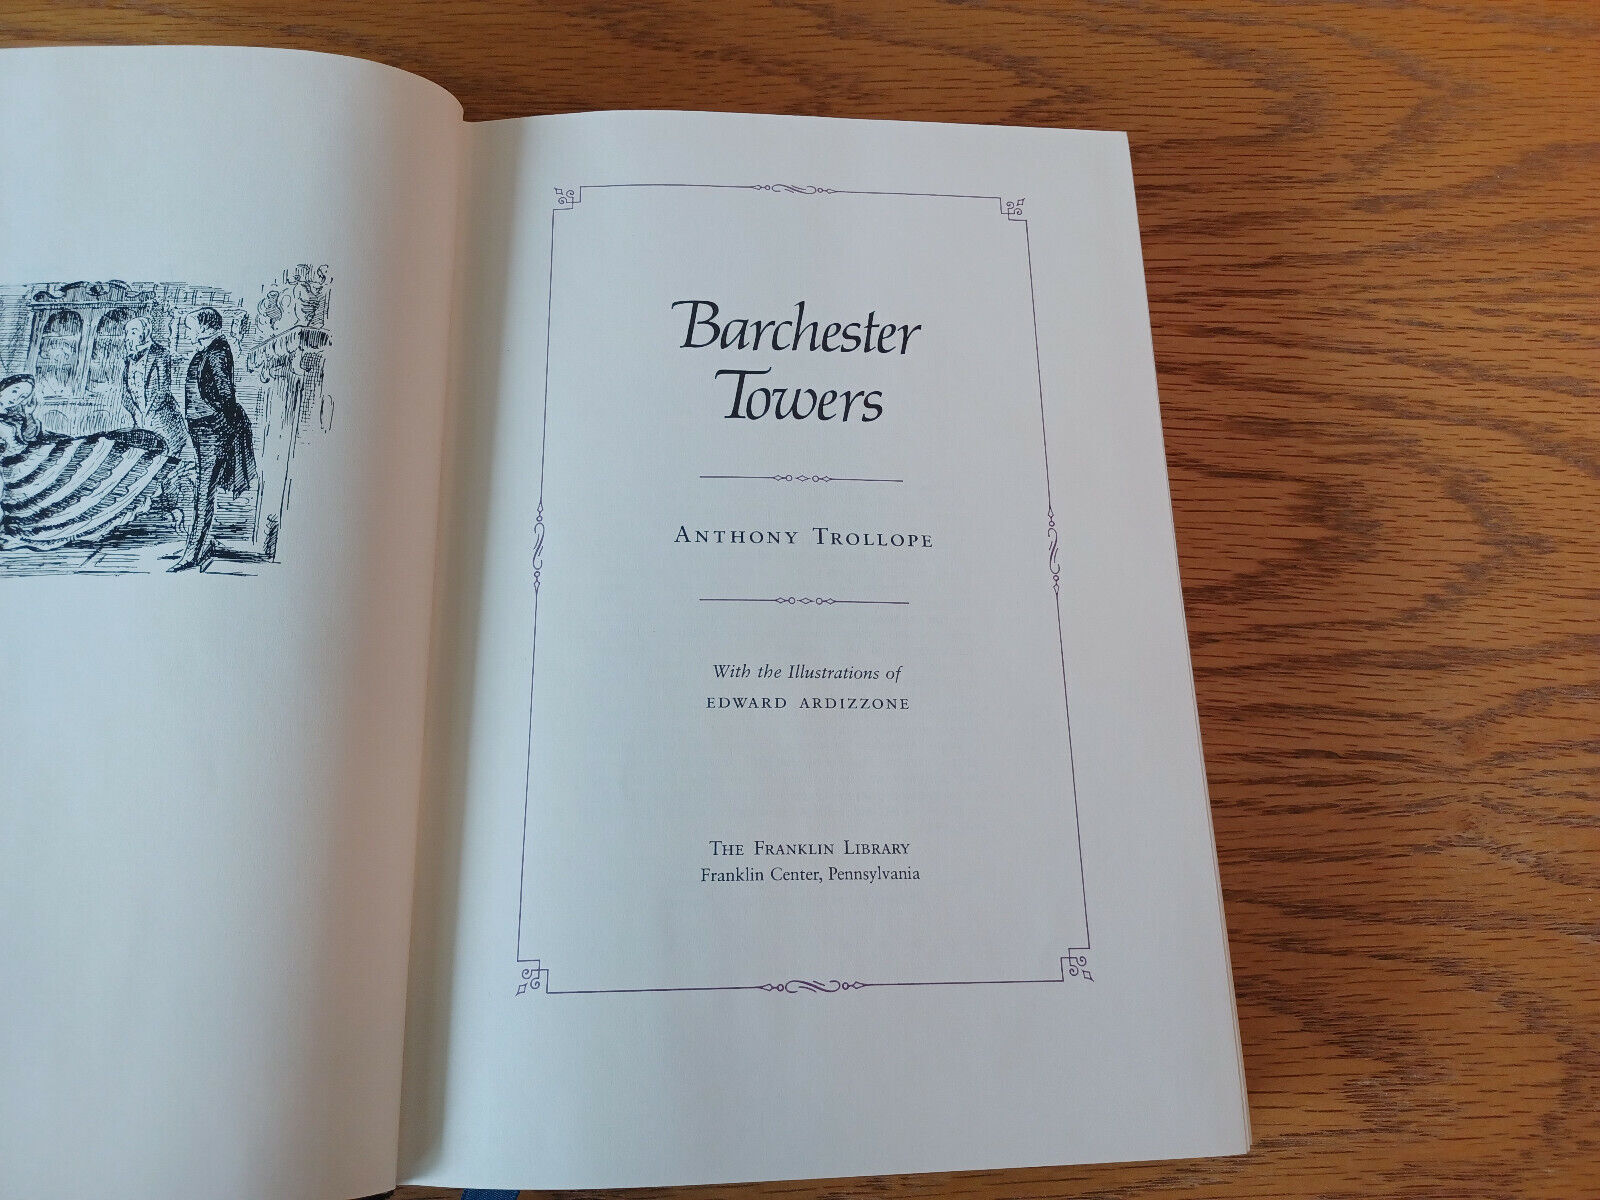 Barchester
Towers
ANTHONY TROLLOPE
With the Illustrations of
EDWARD ARDIZZONE
THE FRANKLIN LIBRARY
Franklin Center, Pennsylvania